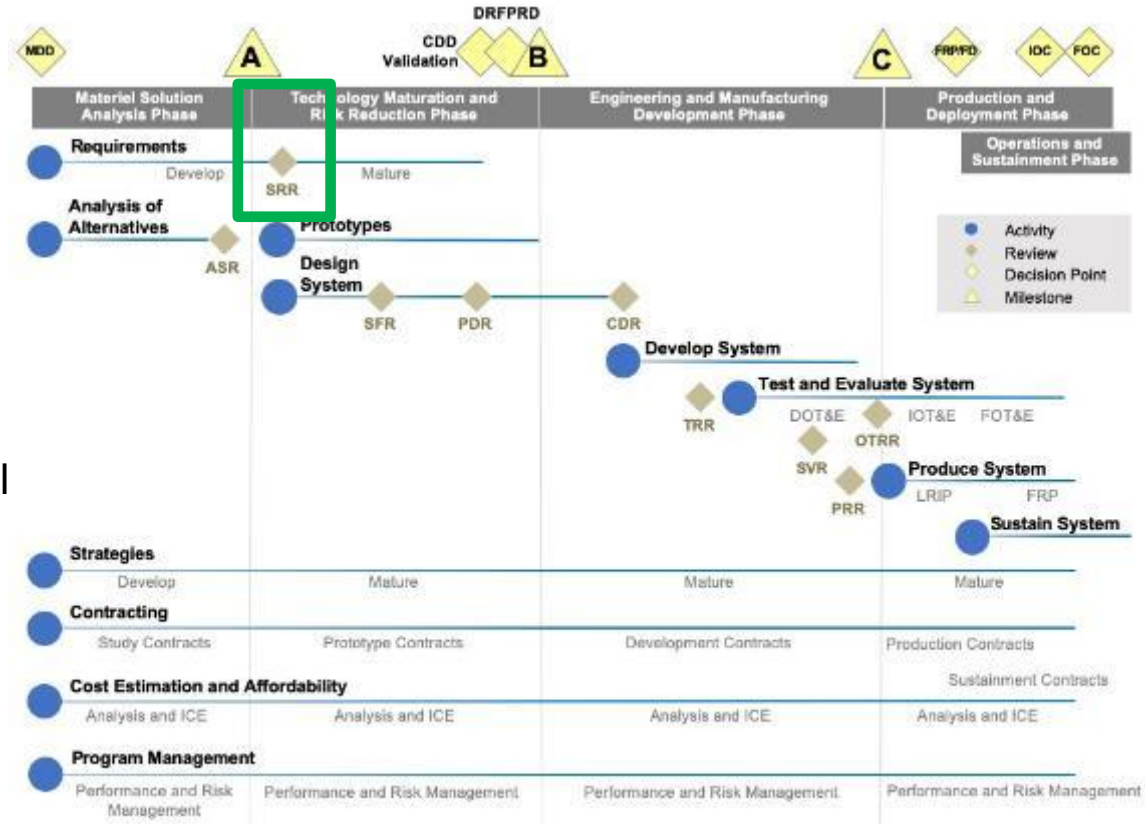 DRFPRD
CDD
Validation
MDD
A
B
C
FRP/FD
IOC
FOC
Materiel Solution
Analysis Phase
Technology Maturation and
Risk Reduction Phase
Engineering and Manufacturing
Development Phase
Production and
Deployment Phase
Operations and
Sustainment Phase
Requirements
Develop
SRR
Mature
Analysis of
Alternatives
ASR
Prototypes
Design
System
SFR
PDR
CDR
Activity
Review
Decision Point
Milestone
Develop System
Test and Evaluate System
TRR
DOT&E
OTRR
IOT&E
FOT&E
SVR
PRR
l
Produce System
LRIP
FRP
Sustain System
Strategies
Develop
Mature
Mature
Mature
Contracting
Study Contracts
Prototype Contracts
Development Contracts
Production Contracts
Sustainment Contracts
Cost Estimation and Affordability
Analysis and ICE
Analysis and ICE
Analysis and ICE
Analysis and ICE
Program Management
Performance and Risk
Management
Performance and Risk Management
Performance and Risk Management
Performance and Risk Management